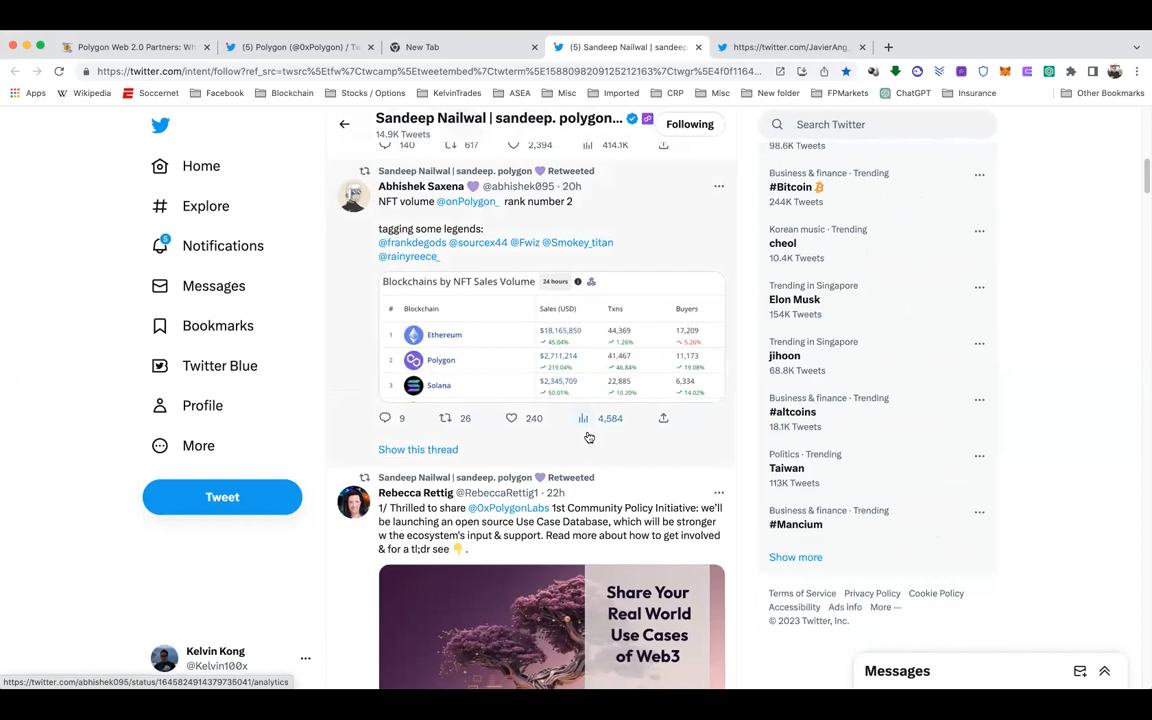 Polygon Web 2.0 Partners: Wh
(5) Polygon (@0xPolygon) / Tw
New Tab
(5) Sandeep Nailwal | sandeep
https://twitter.com/JavierAng_
https://twitter.com/intent/follow?ref_src=twsrc%5Etfw%7Ctwcamp%5Etweetembed%7Ctwterm%5E1588098209125212163%7Ctwgr%5E4f0f1164...
Apps
Wikipedia
Soccernet
Facebook
Blockchain
Stocks / Options
KelvinTrades
ASEA
Misc
Imported
CRP
Misc
New folder
FPMarkets
ChatGPT
Insurance
Other Bookmarks
Home
Explore
5
Notifications
Messages
Bookmarks
Twitter Blue
Profile
More
Tweet
Kelvin Kong
@Kelvin100x
https://twitter.com/abhishek095/status/1645824914379735041/analytics
Sandeep Nailwal | sandeep. polygon...
14.9K Tweets
Following
140 617 2,394 414.1K
Sandeep Nailwal | sandeep. polygon 💜 Retweeted
Abhishek Saxena 💜 @abhishek095 · 20h
NFT volume @onPolygon_ rank number 2
tagging some legends:
@frankdegods @sourcex44 @Fwiz @Smokey_titan
@rainyreece_
Blockchains by NFT Sales Volume 24 hours
# Blockchain Sales (USD) Txns Buyers
1 Ethereum $18,165,850 44,369 17,209
45.04% 1.26% 5.26%
2 Polygon $2,711,214 41,467 11,173
219.04% 46.84% 19.08%
3 Solana $2,345,709 22,885 6,334
50.01% 10.20% 14.02%
9 26 240 4,584
Show this thread
Sandeep Nailwal | sandeep. polygon 💜 Retweeted
Rebecca Rettig @RebeccaRettig1 · 22h
1/ Thrilled to share @0xPolygonLabs 1st Community Policy Initiative: we'll
be launching an open source Use Case Database, which will be stronger
w the ecosystem's input & support. Read more about how to get involved
& for a tl;dr see 👇.
Share Your
Real World
Use Cases
of Web3
Search Twitter
98.6K Tweets
Business & finance · Trending
#Bitcoin
244K Tweets
Korean music · Trending
cheol
10.4K Tweets
Trending in Singapore
Elon Musk
154K Tweets
Trending in Singapore
jihoon
68.8K Tweets
Business & finance · Trending
#altcoins
18.1K Tweets
Politics · Trending
Taiwan
113K Tweets
Business & finance · Trending
#Mancium
Show more
Terms of Service Privacy Policy Cookie Policy
Accessibility Ads info More ...
© 2023 Twitter, Inc.
Messages